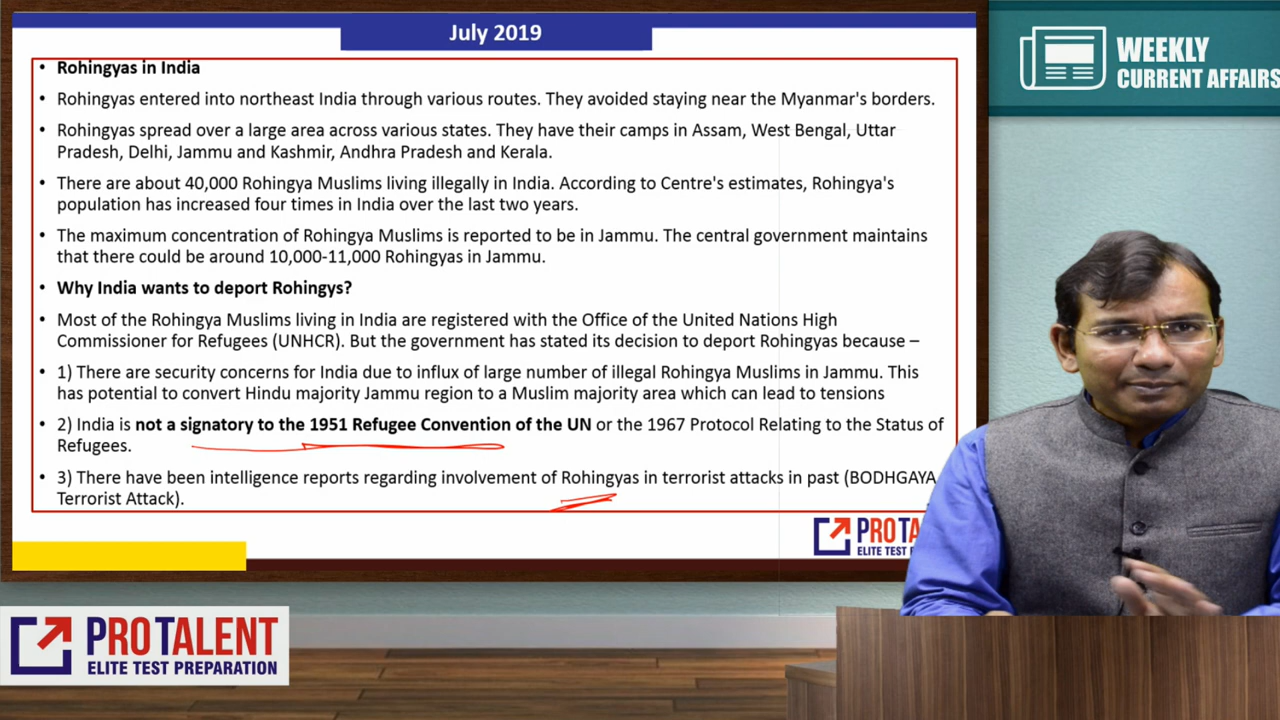 July 2019
WEEKLY
CURRENT AFFAIRS
• Rohingyas in India
• Rohingyas entered into northeast India through various routes. They avoided staying near the Myanmar's borders.
• Rohingyas spread over a large area across various states. They have their camps in Assam, West Bengal, Uttar
Pradesh, Delhi, Jammu and Kashmir, Andhra Pradesh and Kerala.
• There are about 40,000 Rohingya Muslims living illegally in India. According to Centre's estimates, Rohingya's
population has increased four times in India over the last two years.
• The maximum concentration of Rohingya Muslims is reported to be in Jammu. The central government maintains
that there could be around 10,000-11,000 Rohingyas in Jammu.
• Why India wants to deport Rohingys?
• Most of the Rohingya Muslims living in India are registered with the Office of the United Nations High
Commissioner for Refugees (UNHCR). But the government has stated its decision to deport Rohingyas because –
• 1) There are security concerns for India due to influx of large number of illegal Rohingya Muslims in Jammu. This
has potential to convert Hindu majority Jammu region to a Muslim majority area which can lead to tensions
• 2) India is not a signatory to the 1951 Refugee Convention of the UN or the 1967 Protocol Relating to the Status of
Refugees.
• 3) There have been intelligence reports regarding involvement of Rohingyas in terrorist attacks in past (BODHGAYA
Terrorist Attack).
PROTAL
ELITE TEST
PROTALENT
ELITE TEST PREPARATION